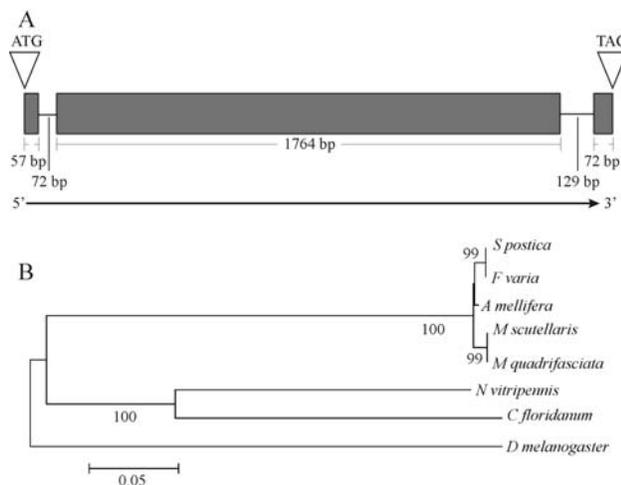 A
ATG
TAG
1764 bp
57 bp
72 bp
72 bp
129 bp
5’
3’
B
S postica
99
F varia
A mellifera
100
M scutellaris
99
M quadrifasciata
N vitripennis
100
C floridanum
D melanogaster
0.05